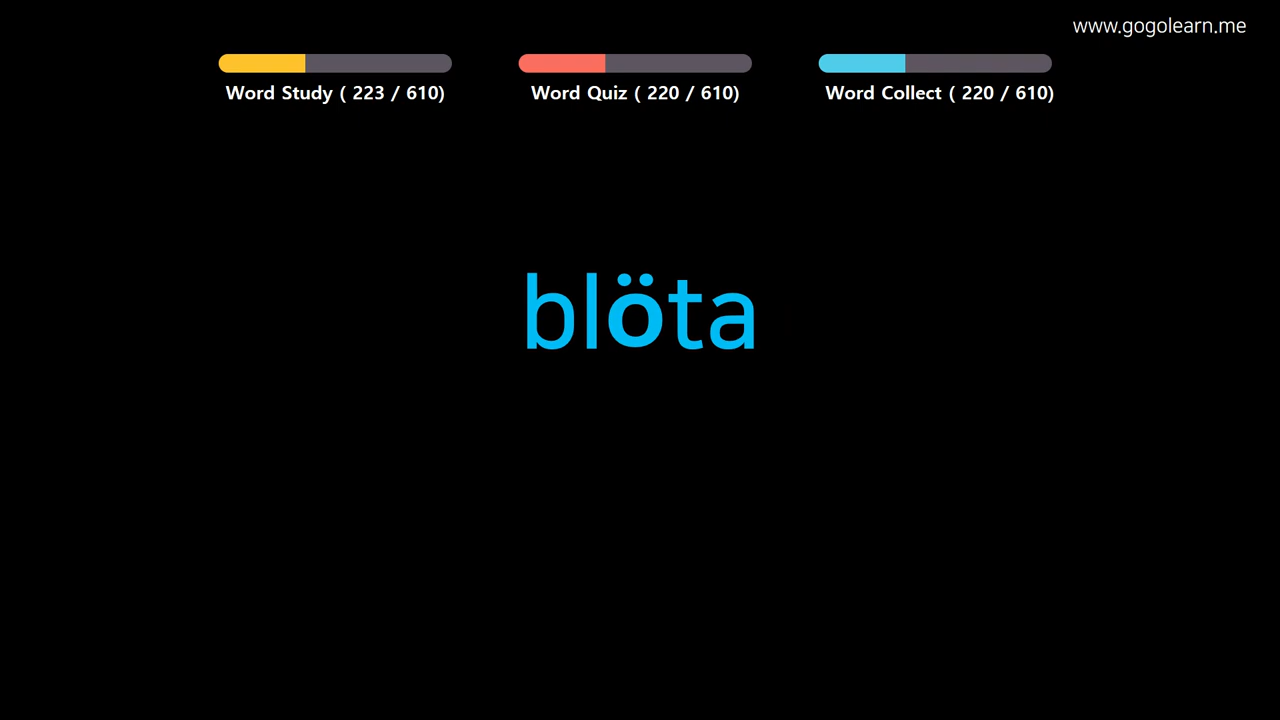 www.gogolearn.me
Word Study ( 223 / 610)
Word Quiz ( 220 / 610)
Word Collect ( 220 / 610)
blöta